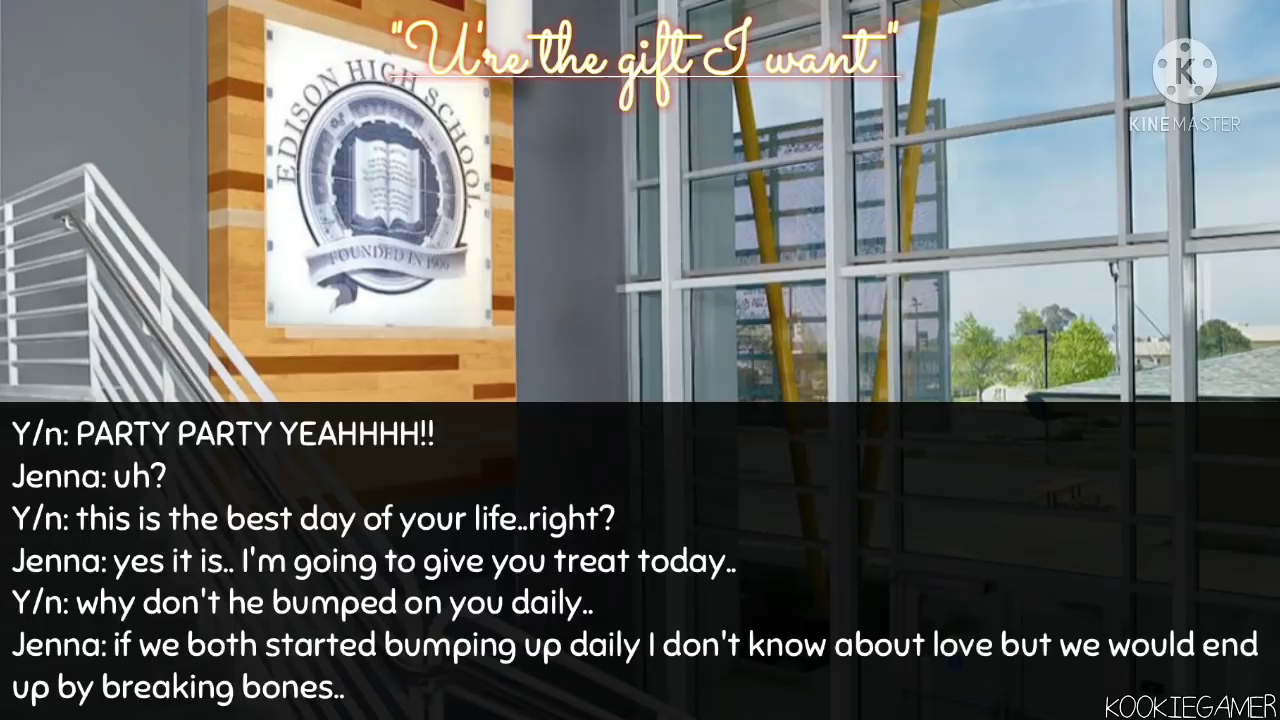 "U're the gift I want"
EDISON HIGH SCHOOL
FOUNDED IN 1906
KINEMASTER
Y/n: PARTY PARTY YEAHHHH!!
Jenna: uh?
Y/n: this is the best day of your life..right?
Jenna: yes it is.. I'm going to give you treat today..
Y/n: why don't he bumped on you daily..
Jenna: if we both started bumping up daily I don't know about love but we would end
up by breaking bones..
KOOKIEGAMER